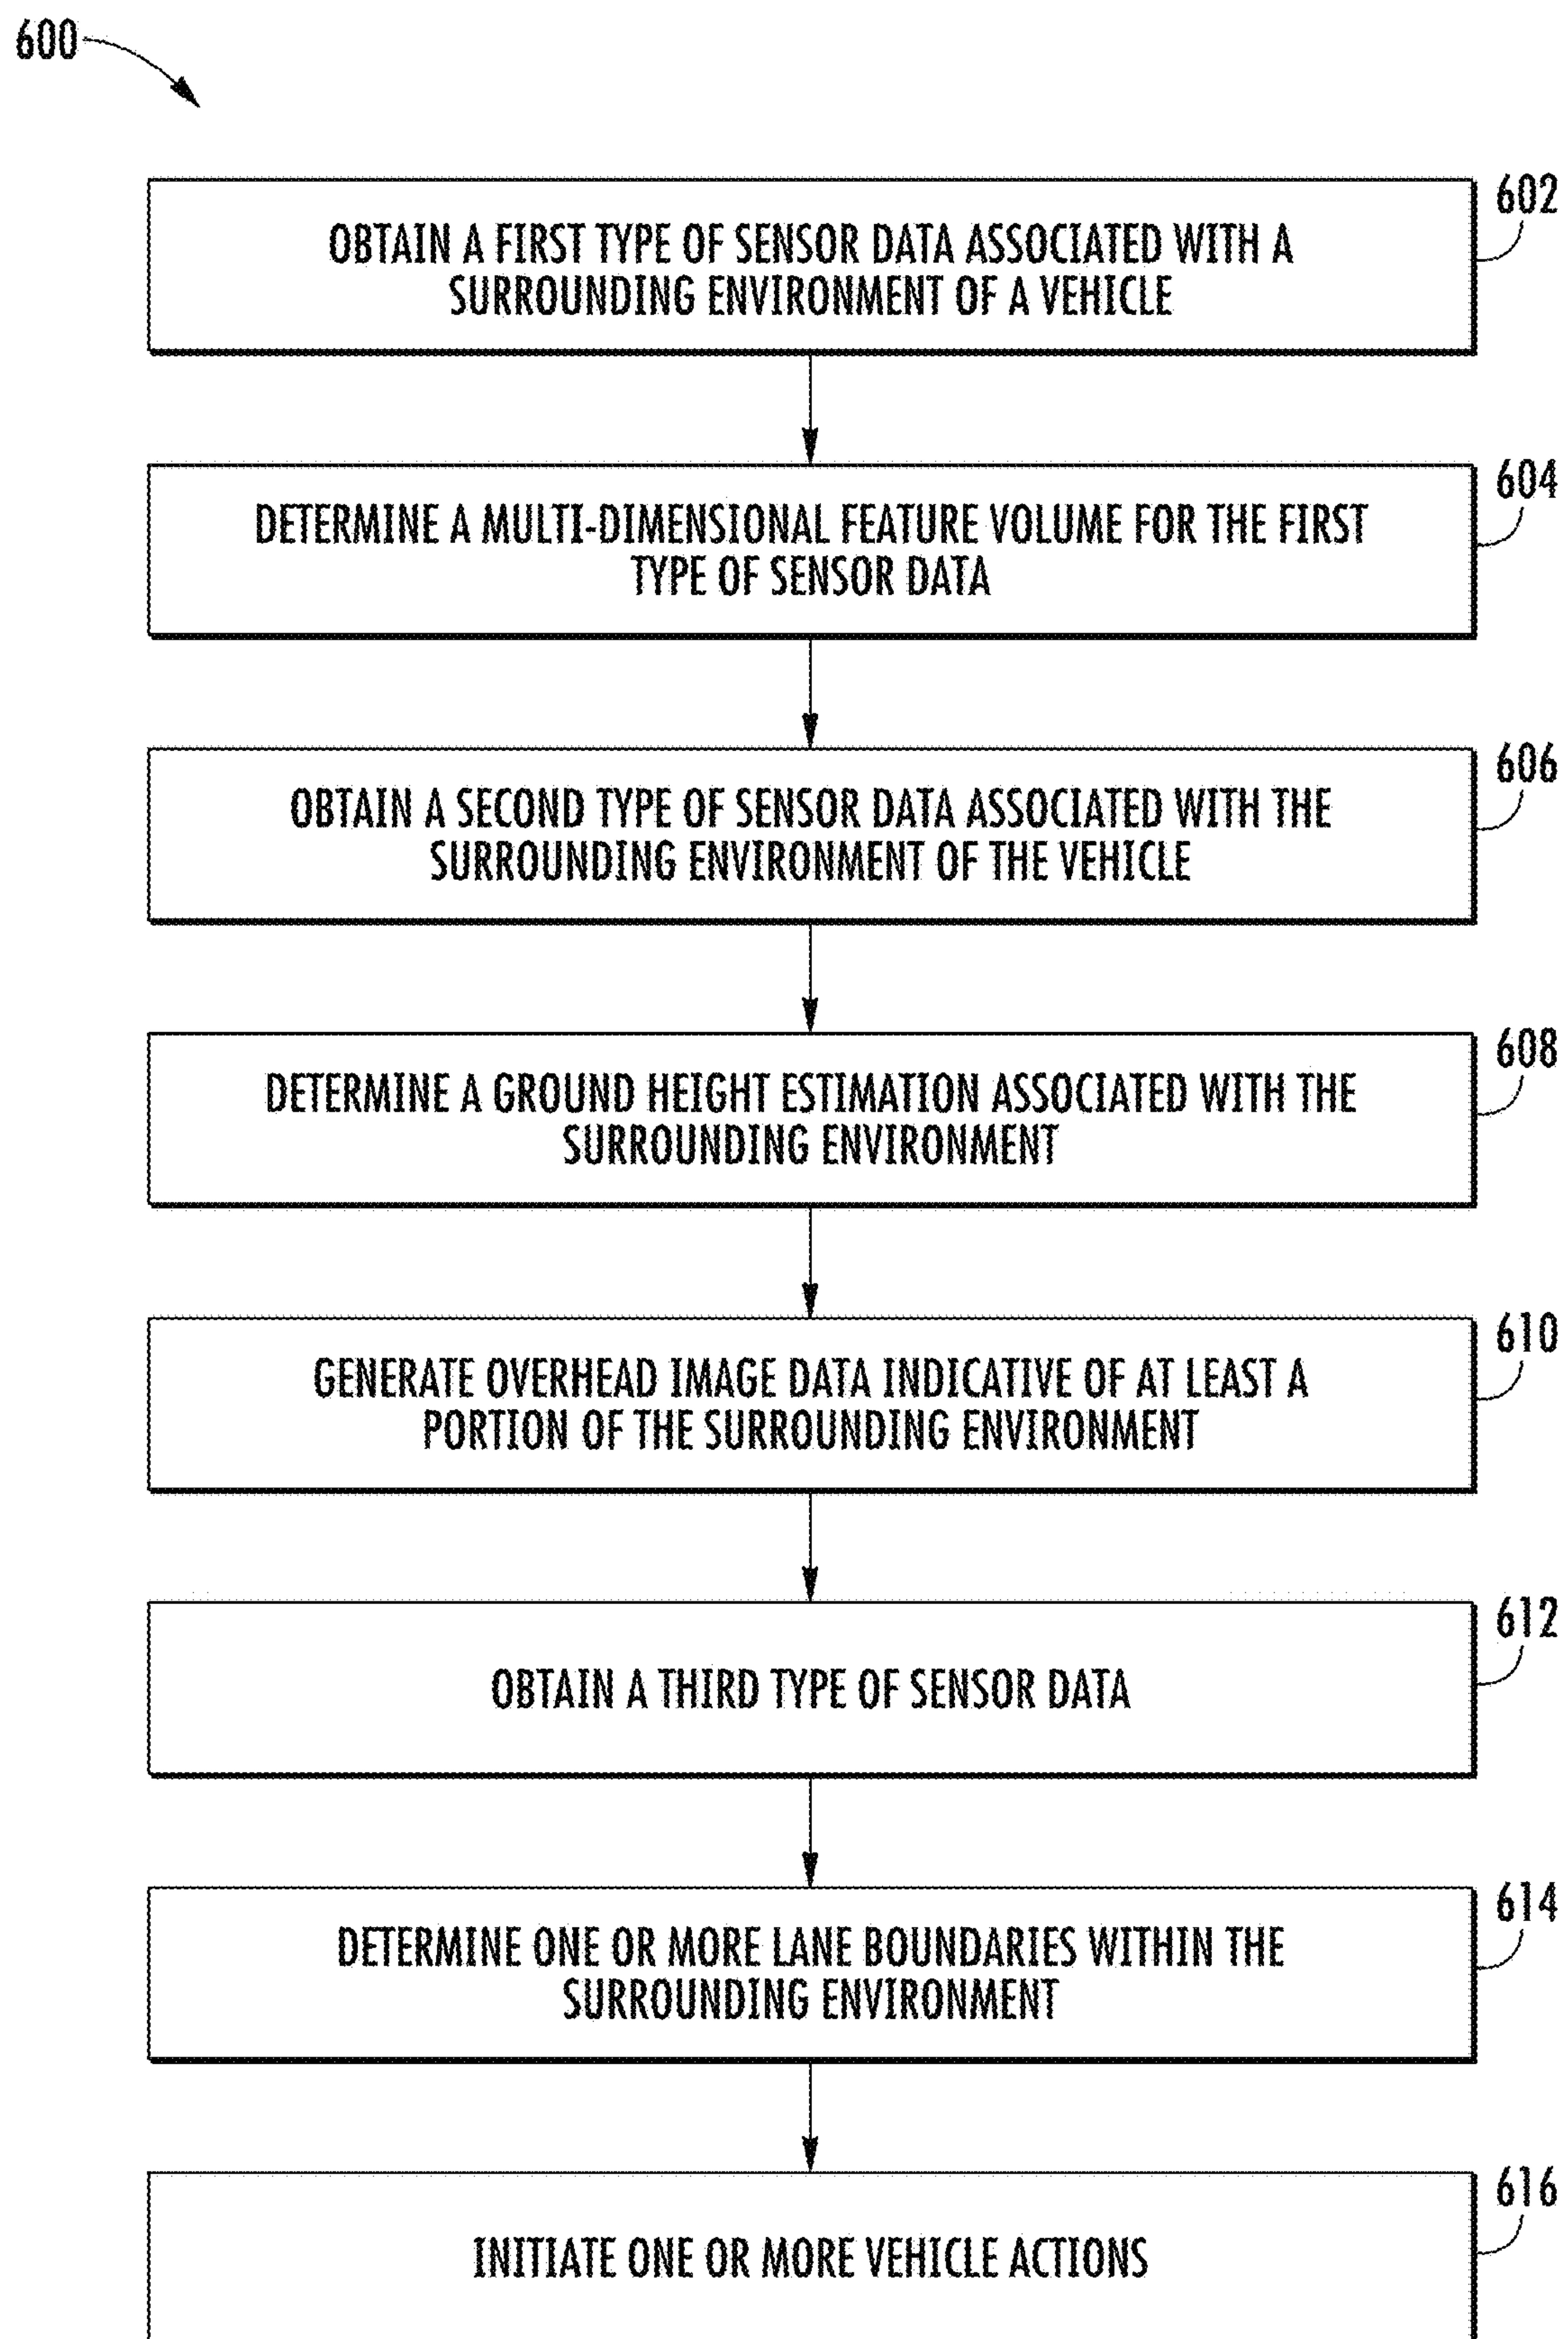 600
602
OBTAIN A FIRST TYPE OF SENSOR DATA ASSOCIATED WITH A
SURROUNDING ENVIRONMENT OF A VEHICLE
604
DETERMINE A MULTI-DIMENSIONAL FEATURE VOLUME FOR THE FIRST
TYPE OF SENSOR DATA
606
OBTAIN A SECOND TYPE OF SENSOR DATA ASSOCIATED WITH THE
SURROUNDING ENVIRONMENT OF THE VEHICLE
608
DETERMINE A GROUND HEIGHT ESTIMATION ASSOCIATED WITH THE
SURROUNDING ENVIRONMENT
610
GENERATE OVERHEAD IMAGE DATA INDICATIVE OF AT LEAST A
PORTION OF THE SURROUNDING ENVIRONMENT
612
OBTAIN A THIRD TYPE OF SENSOR DATA
614
DETERMINE ONE OR MORE LANE BOUNDARIES WITHIN THE
SURROUNDING ENVIRONMENT
616
INITIATE ONE OR MORE VEHICLE ACTIONS